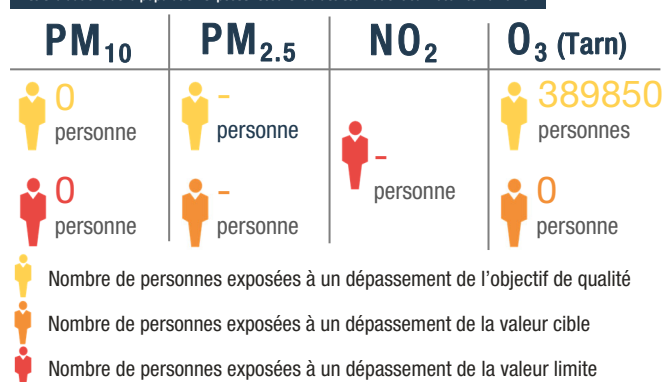 PM10 PM2.5 NO2 O3 (Tarn)
0 - 389850
personne personne personnes
-
personne
0 - 0
personne personne personne
Nombre de personnes exposées à un dépassement de l'objectif de qualité
Nombre de personnes exposées à un dépassement de la valeur cible
Nombre de personnes exposées à un dépassement de la valeur limite